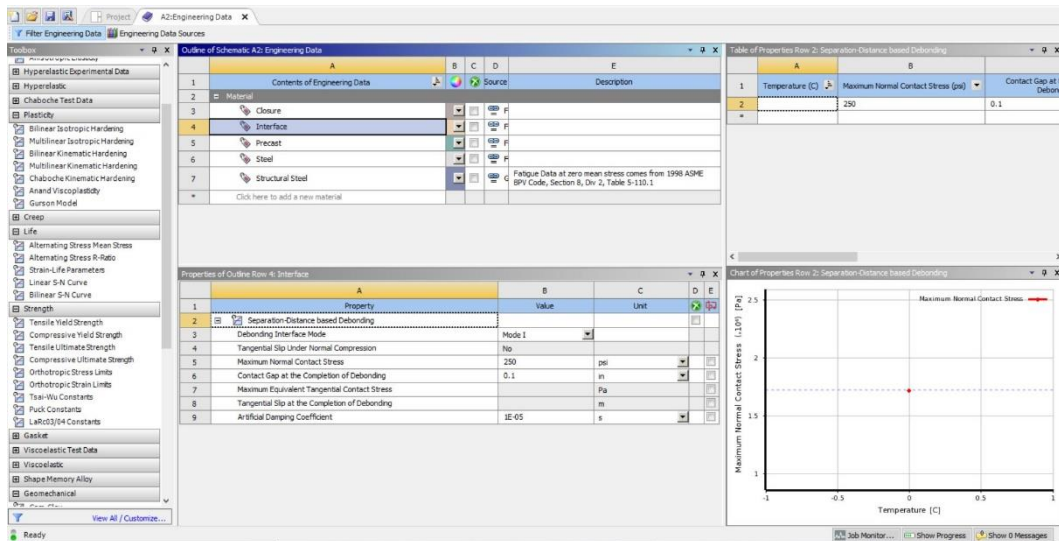 Project
A2:Engineering Data
Filter Engineering Data
Engineering Data Sources
Toolbox
Hyperelastic Experimental Data
Hyperelastic
Chaboche Test Data
Plasticity
Bilinear Isotropic Hardening
Multilinear Isotropic Hardening
Bilinear Kinematic Hardening
Multilinear Kinematic Hardening
Chaboche Kinematic Hardening
Anand Viscoplasticity
Gurson Model
Creep
Life
Alternating Stress Mean Stress
Alternating Stress R-Ratio
Strain-Life Parameters
Linear S-N Curve
Bilinear S-N Curve
Strength
Tensile Yield Strength
Compressive Yield Strength
Tensile Ultimate Strength
Compressive Ultimate Strength
Orthotropic Stress Limits
Orthotropic Strain Limits
Tsai-Wu Constants
Puck Constants
LaRc03/04 Constants
Gasket
Viscoelastic Test Data
Viscoelastic
Shape Memory Alloy
Geomechanical
View All / Customize...
Ready
Outline of Schematic A2: Engineering Data
A B C D E
1 Contents of Engineering Data Source Description
2 Material
3 Closure F
4 Interface F
5 Precast F
6 Steel F
7 Structural Steel G Fatigue Data at zero mean stress comes from 1998 ASME
BPV Code, Section 8, Div 2, Table 5-110.1
* Click here to add a new material
Properties of Outline Row 4: Interface
A B C D E
1 Property Value Unit
2 Separation-Distance based Debonding
3 Debonding Interface Mode Mode I
4 Tangential Slip Under Normal Compression No
5 Maximum Normal Contact Stress 250 psi
6 Contact Gap at the Completion of Debonding 0.1 in
7 Maximum Equivalent Tangential Contact Stress Pa
8 Tangential Slip at the Completion of Debonding m
9 Artificial Damping Coefficient 1E-05 s
Table of Properties Row 2: Separation-Distance based Debonding
A B
1 Temperature (C) Maximum Normal Contact Stress (psi) Contact Gap at
Debon
2 250 0.1
*
Chart of Properties Row 2: Separation-Distance based Debonding
Maximum Normal Contact Stress
Maximum Normal Contact Stress (.10⁶) [Pa]
2.5
2
1.5
1
-1 -0.5 0 0.5 1
Temperature [C]
Job Monitor... Show Progress Show 0 Messages